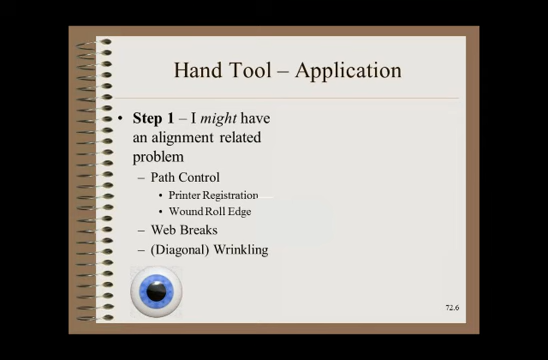 Hand Tool – Application
• Step 1 – I might have
an alignment related
problem
– Path Control
• Printer Registration
• Wound Roll Edge
– Web Breaks
– (Diagonal) Wrinkling
72.6